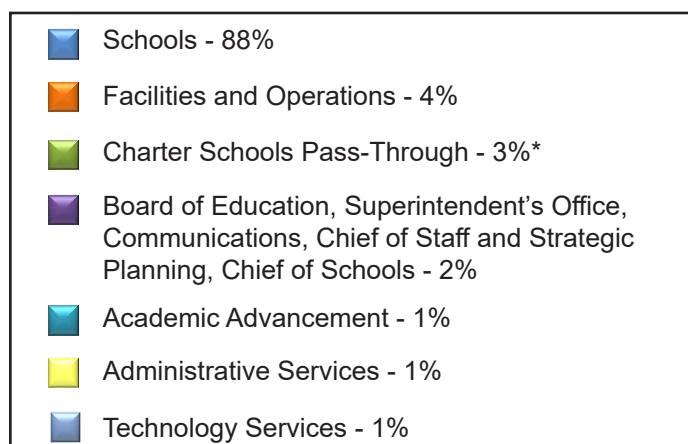 Schools - 88%
Facilities and Operations - 4%
Charter Schools Pass-Through - 3%*
Board of Education, Superintendent’s Office,
Communications, Chief of Staff and Strategic
Planning, Chief of Schools - 2%
Academic Advancement - 1%
Administrative Services - 1%
Technology Services - 1%